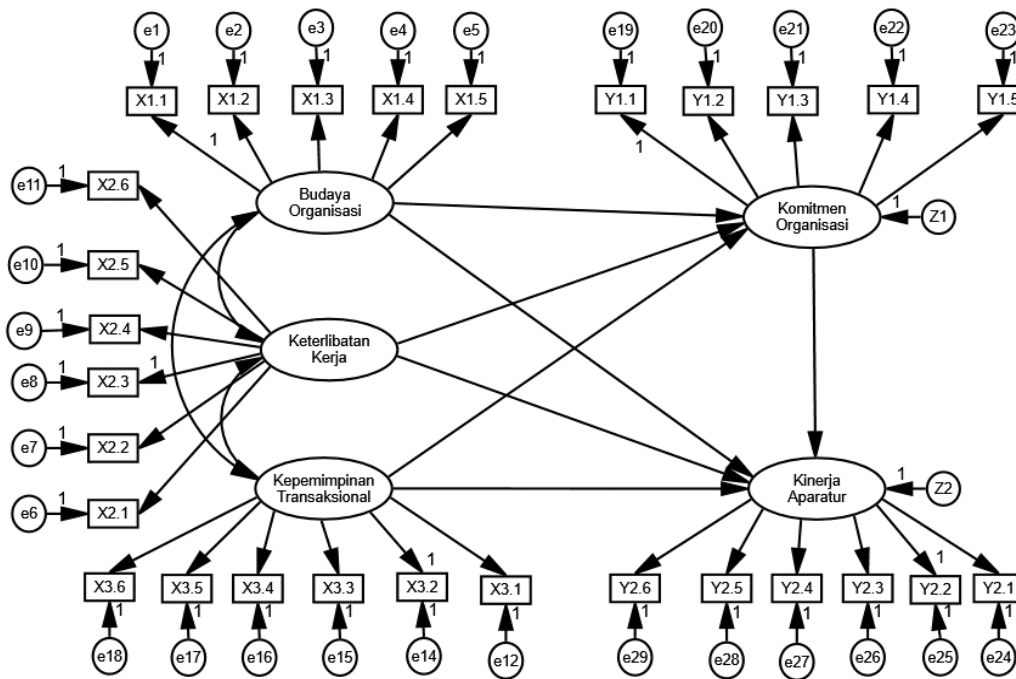 e1 e2 e3 e4 e5 e19 e20 e21 e22 e23
1 1 1 1 1 1 1 1 1 1
X1.1 X1.2 X1.3 X1.4 X1.5 Y1.1 Y1.2 Y1.3 Y1.4 Y1.5
1 1
e11 1 X2.6
Budaya
Organisasi
Komitmen
Organisasi
1 Z1
e10 1 X2.5
e9 1 X2.4
Keterlibatan
Kerja
e8 1 X2.3 1
e7 1 X2.2
e6 1 X2.1
Kepemimpinan
Transaksional
Kinerja
Aparatur
1 Z2
1 1
X3.6 X3.5 X3.4 X3.3 X3.2 X3.1 Y2.6 Y2.5 Y2.4 Y2.3 Y2.2 Y2.1
1 1 1 1 1 1 1 1 1 1 1 1
e18 e17 e16 e15 e14 e12 e29 e28 e27 e26 e25 e24